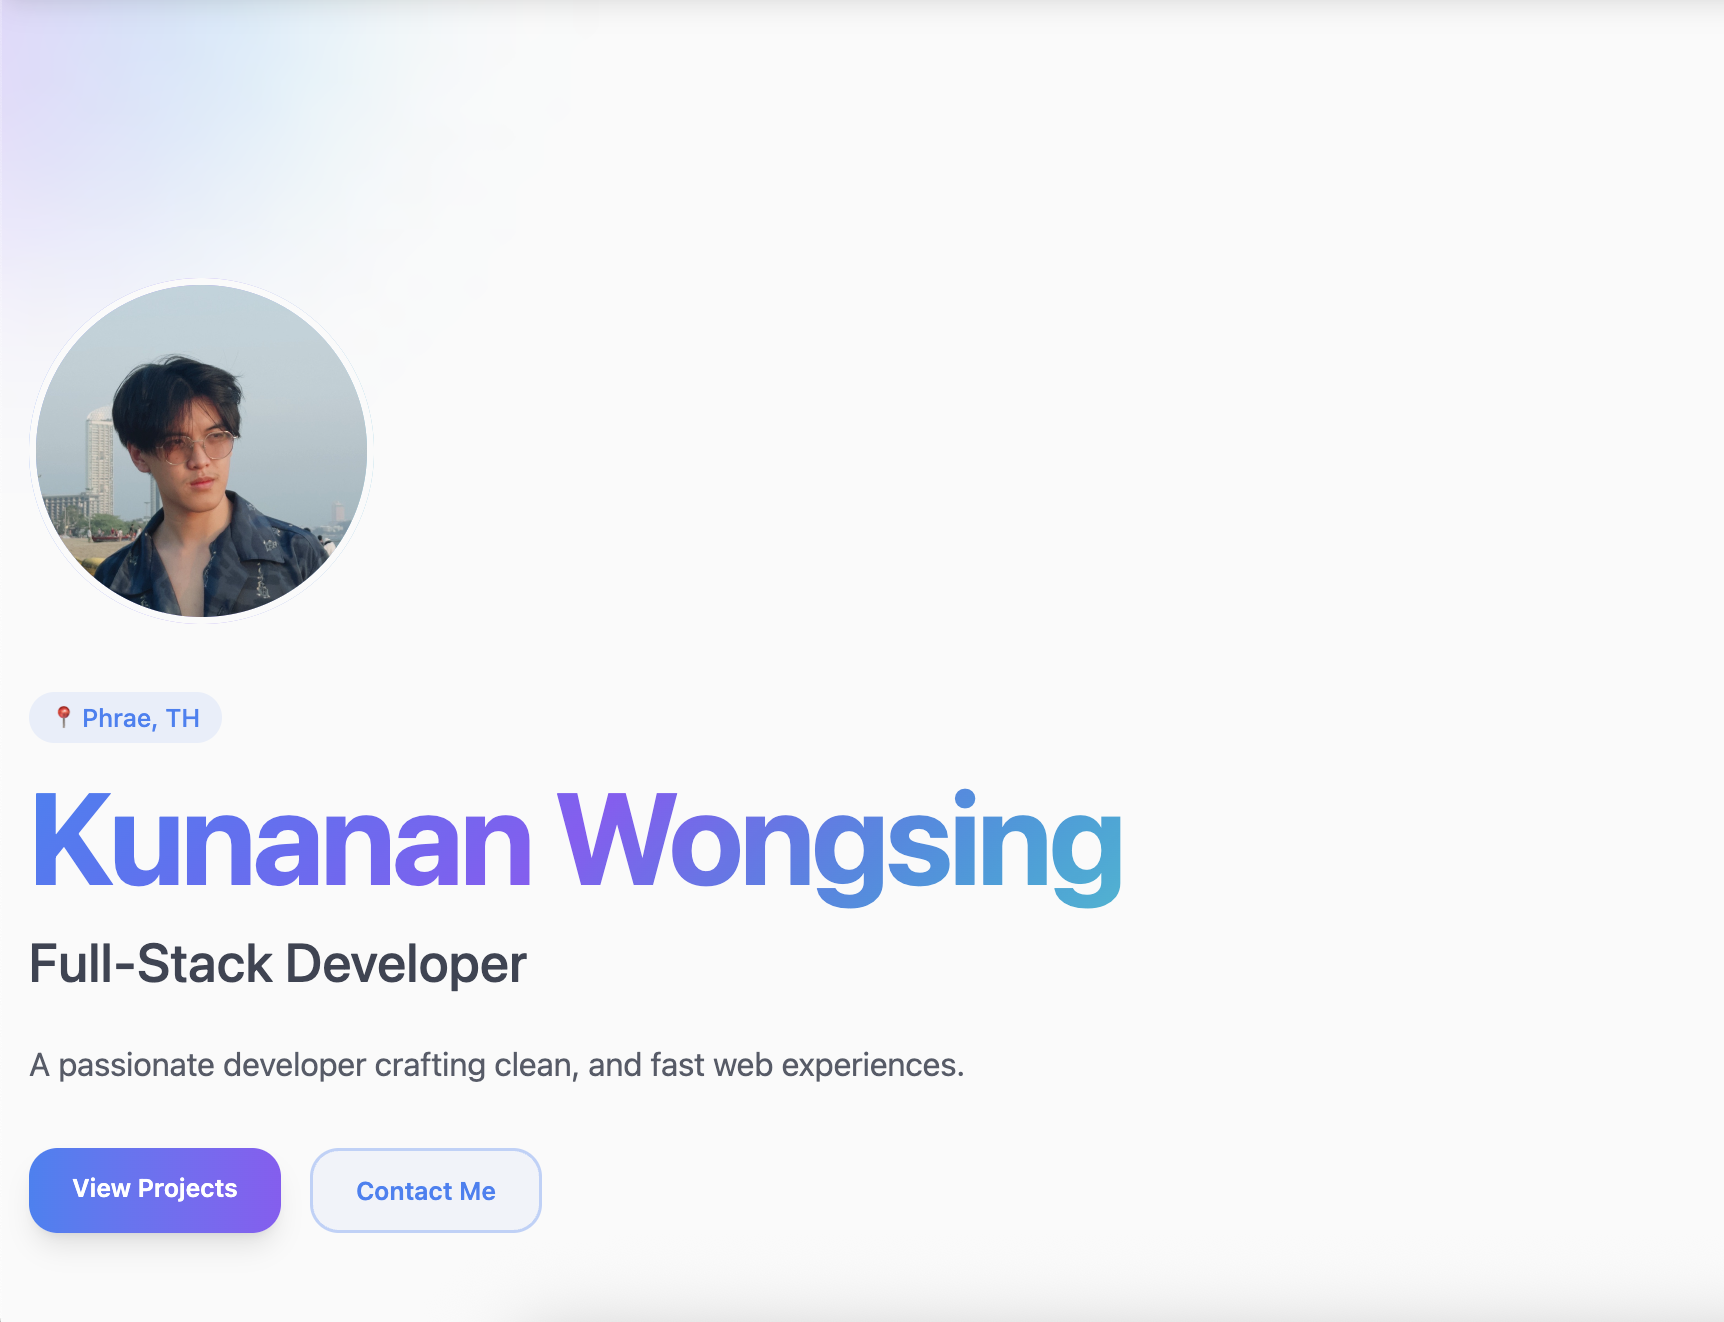 📍 Phrae, TH
Kunanan Wongsing
Full-Stack Developer
A passionate developer crafting clean, and fast web experiences.
View Projects
Contact Me